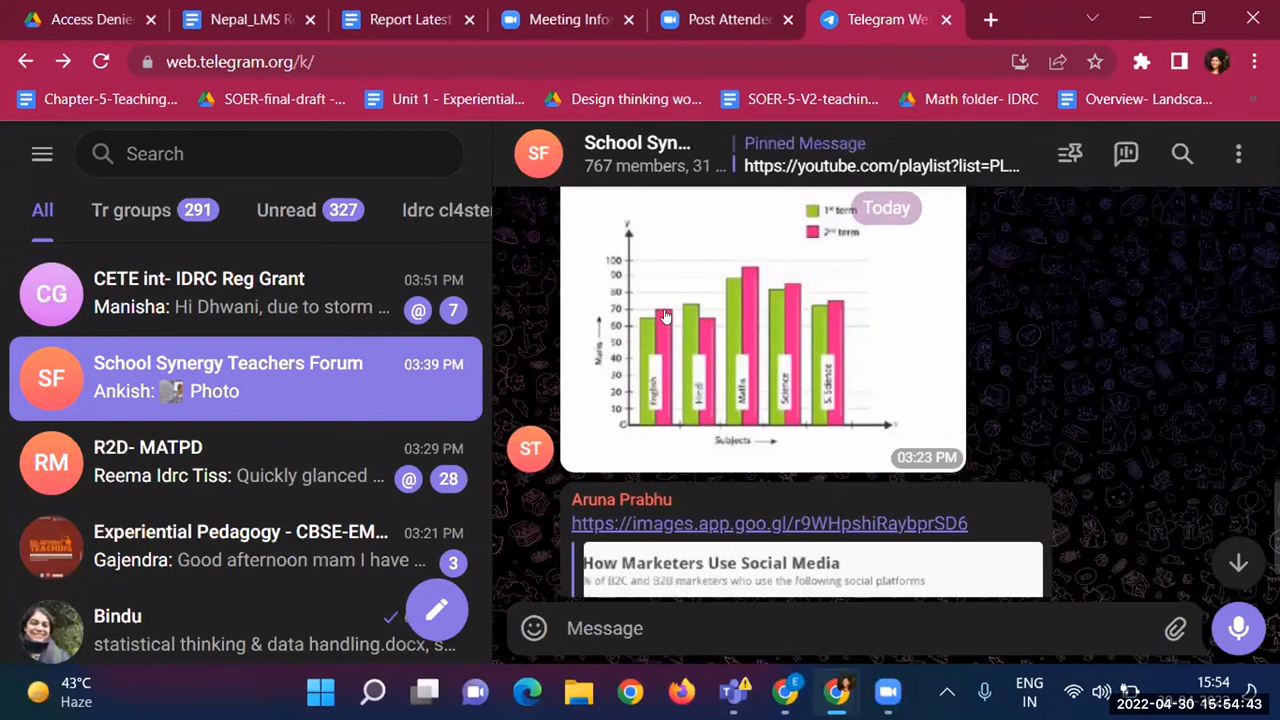 Access Denie
Nepal_LMS R
Report Latest
Meeting Info
Post Attende
Telegram We
web.telegram.org/k/
Chapter-5-Teaching...
SOER-final-draft -...
Unit 1 - Experiential...
Design thinking wo...
SOER-5-V2-teachin...
Math folder- IDRC
Overview- Landsca...
Search
All
Tr groups 291
Unread 327
Idrc cl4ste
CG
CETE int- IDRC Reg Grant
03:51 PM
Manisha: Hi Dhwani, due to storm ...
@ 7
SF
School Synergy Teachers Forum
03:39 PM
Ankish: Photo
RM
R2D- MATPD
03:29 PM
Reema Idrc Tiss: Quickly glanced ...
@ 28
Experiential Pedagogy - CBSE-EM...
03:21 PM
Gajendra: Good afternoon mam I have ...
3
Bindu
statistical thinking & data handling.docx, s...
SF
School Syn...
767 members, 31 ...
Pinned Message
https://youtube.com/playlist?list=PL...
Today
1st term
2nd term
y
100
90
80
70
60
50
40
30
20
10
0
Marks
English
Hindi
Maths
Science
S. Science
x
Subjects
03:23 PM
ST
Aruna Prabhu
https://images.app.goo.gl/r9WHpshiRaybprSD6
How Marketers Use Social Media
% of B2C and B2B marketers who use the following social platforms
Message
43°C
Haze
ENG
IN
15:54
2022-04-30 15:54:43